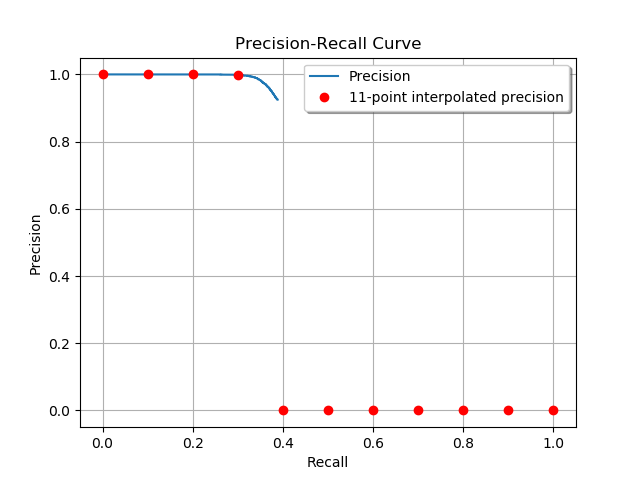 Precision-Recall Curve
Precision
11-point interpolated precision
1.0
0.8
0.6
0.4
0.2
0.0
Precision
0.0 0.2 0.4 0.6 0.8 1.0
Recall